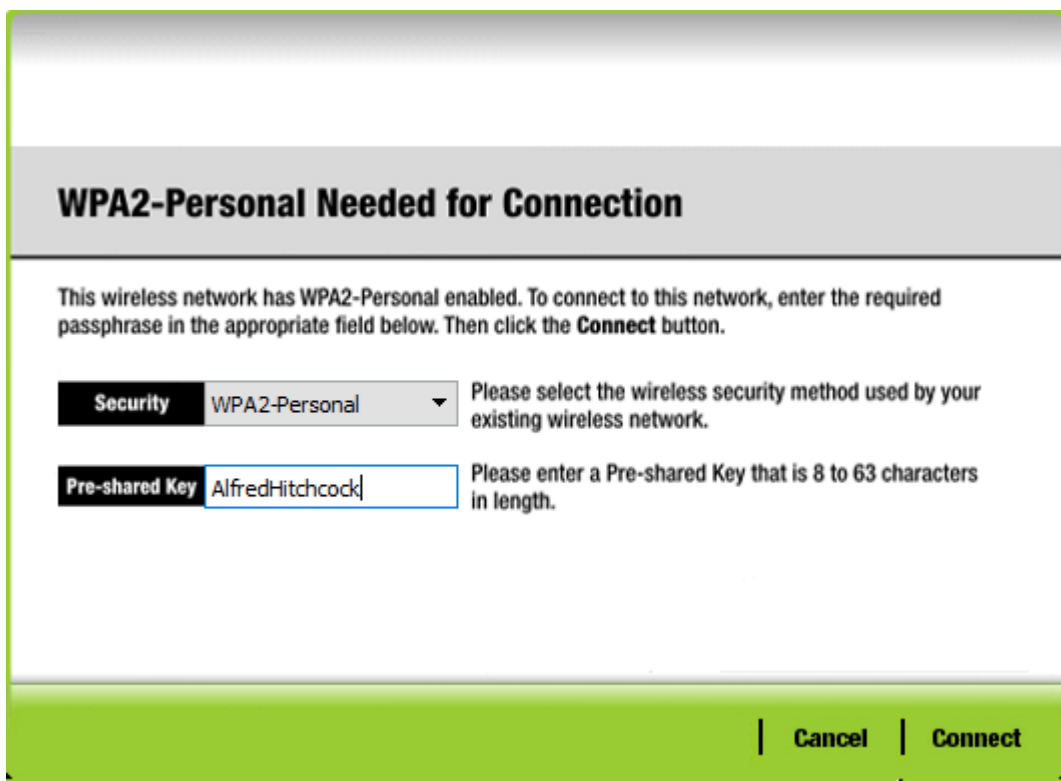 WPA2-Personal Needed for Connection
This wireless network has WPA2-Personal enabled. To connect to this network, enter the required
passphrase in the appropriate field below. Then click the Connect button.
Security WPA2-Personal Please select the wireless security method used by your
existing wireless network.
Pre-shared Key AlfredHitchcock Please enter a Pre-shared Key that is 8 to 63 characters
in length.
Cancel Connect